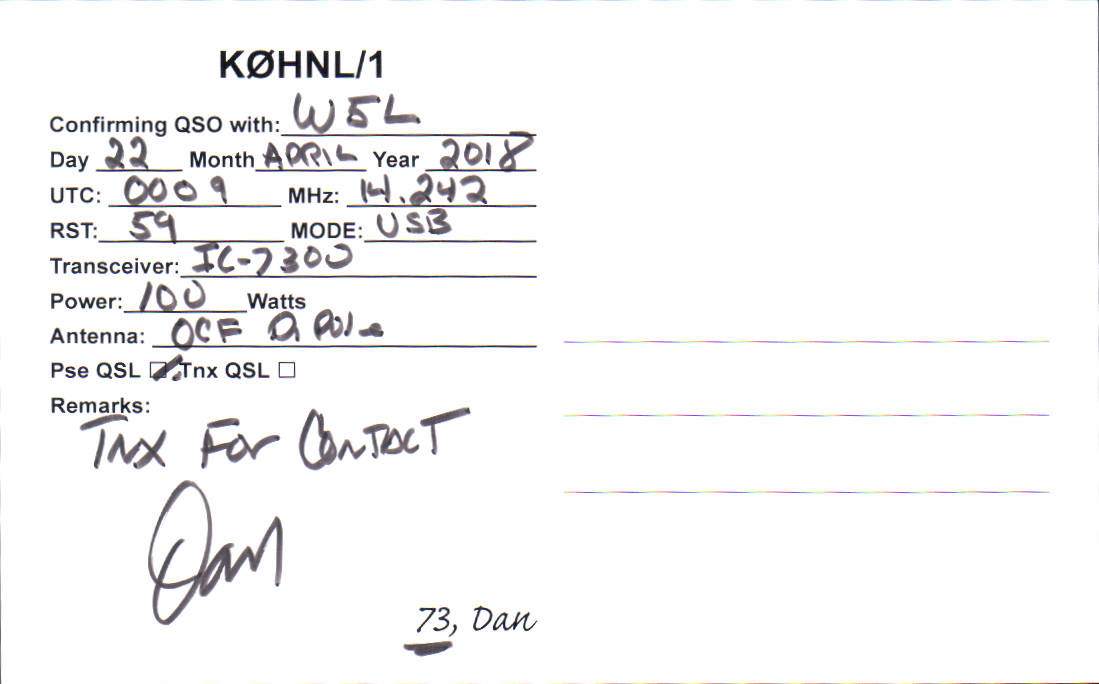 KØHNL/1
Confirming QSO with: W5L
Day 22 Month APRIL Year 2018
UTC: 0009 MHz: 14.242
RST: 59 MODE: USB
Transceiver: IC-7300
Power: 100 Watts
Antenna: OCF Dipole
Pse QSL ☑ Tnx QSL ☐
Remarks:
TNX FOr CONTACT
Dan
73, Dan